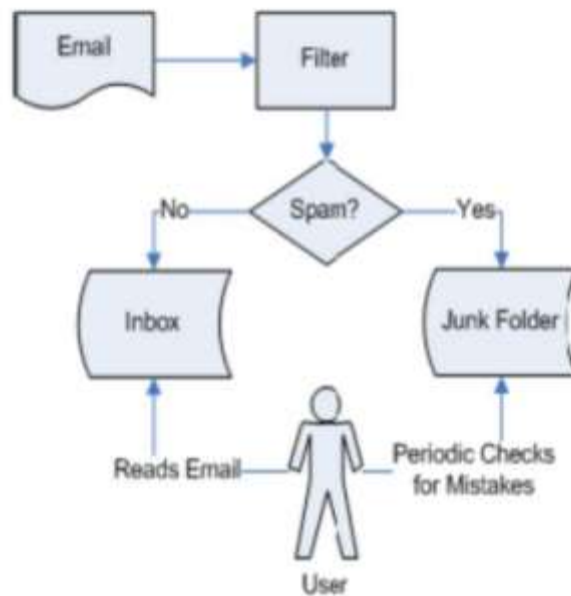 Email
Filter
Spam?
No
Yes
Inbox
Junk Folder
Reads Email
Periodic Checks
for Mistakes
User